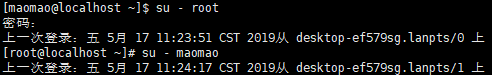 [maomao@localhost ~]$ su - root
密码：
上一次登录：五 5月 17 11:23:51 CST 2019从 desktop-ef579sg.lanpts/0 上
[root@localhost ~]# su - maomao
上一次登录：五 5月 17 11:24:17 CST 2019从 desktop-ef579sg.lanpts/1 上